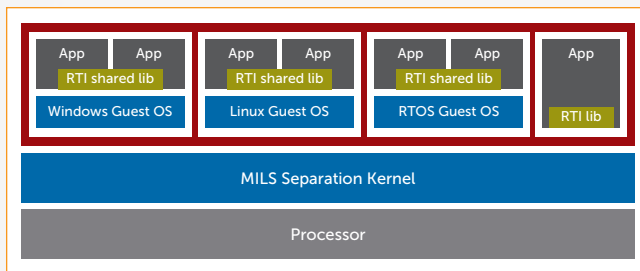 App App App App App App App
RTI shared lib RTI shared lib RTI shared lib
Windows Guest OS Linux Guest OS RTOS Guest OS RTI lib
MILS Separation Kernel
Processor